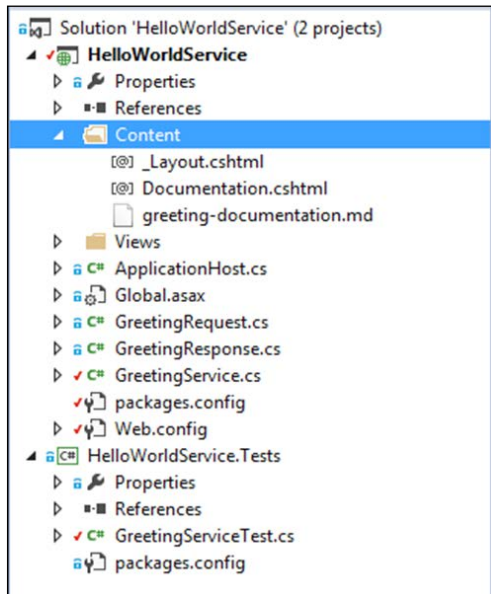 Solution 'HelloWorldService' (2 projects)
HelloWorldService
Properties
References
Content
[@] _Layout.cshtml
[@] Documentation.cshtml
greeting-documentation.md
Views
C# ApplicationHost.cs
Global.asax
C# GreetingRequest.cs
C# GreetingResponse.cs
C# GreetingService.cs
packages.config
Web.config
C# HelloWorldService.Tests
Properties
References
C# GreetingServiceTest.cs
packages.config